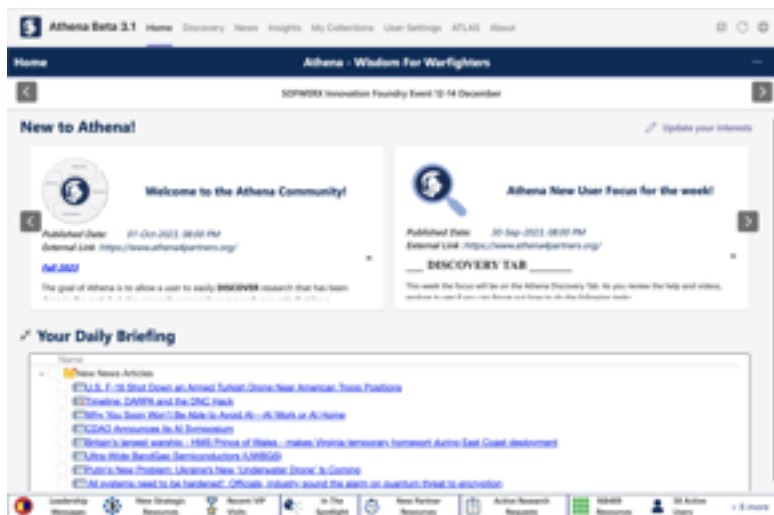 Athena Beta 3.1 Home Discovery News Insights My Collections User Settings ATLAS About
Home Athena - Wisdom For Warfighters
SOFWERX Innovation Foundry Event 12-14 December
New to Athena! Update your interests
Welcome to the Athena Community!
Published Date: 01-Oct-2023, 08:00 PM
External Link: https://www.athena4partners.org/
Fall 2023
The goal of Athena is to allow a user to easily DISCOVER research that has been
Athena New User Focus for the week!
Published Date: 30-Sep-2023, 08:00 PM
External Link: https://www.athena4partners.org/
___ DISCOVERY TAB ______
This week the focus will be on the Athena Discovery Tab. As you review the help and videos,
Your Daily Briefing
Name
New News Articles
U.S. F-16 Shot Down an Armed Turkish Drone Near American Troop Positions
Timeline: DARPA and the DNC Hack
Why You Soon Won't Be Able to Avoid AI—At Work or At Home
CDAO Announces Its AI Symposium
Britain's largest warship - HMS Prince of Wales - makes Virginia temporary homeport during East Coast deployment
Ultra Wide BandGap Semiconductors (UWBGS)
Putin's New Problem: Ukraine's New 'Underwater Drone' Is Coming
'All systems need to be hardened': Officials, industry sound the alarm on quantum threat to encryption
Leadership Messages
New Strategic Resources
Recent VIP Visits
In The Spotlight
New Partner Resources
Active Research Requests
Resources
Active Users
+ 8 more